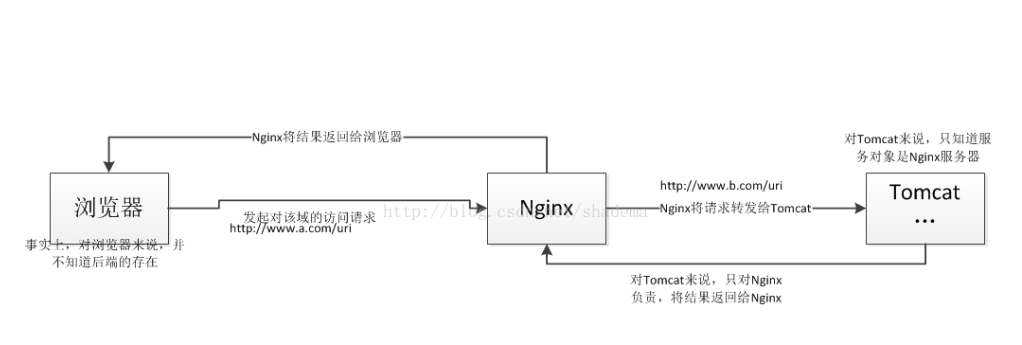 Nginx将结果返回给浏览器
对Tomcat来说，只知道服
务对象是Nginx服务器
浏览器
发起对该域的访问请求
http://www.a.com/uri
Nginx
http://www.b.com/uri
Nginx将请求转发给Tomcat
Tomcat
...
事实上，对浏览器来说，并
不知道后端的存在
对Tomcat来说，只对Nginx
负责，将结果返回给Nginx
http://blog.csdn.net/shadema